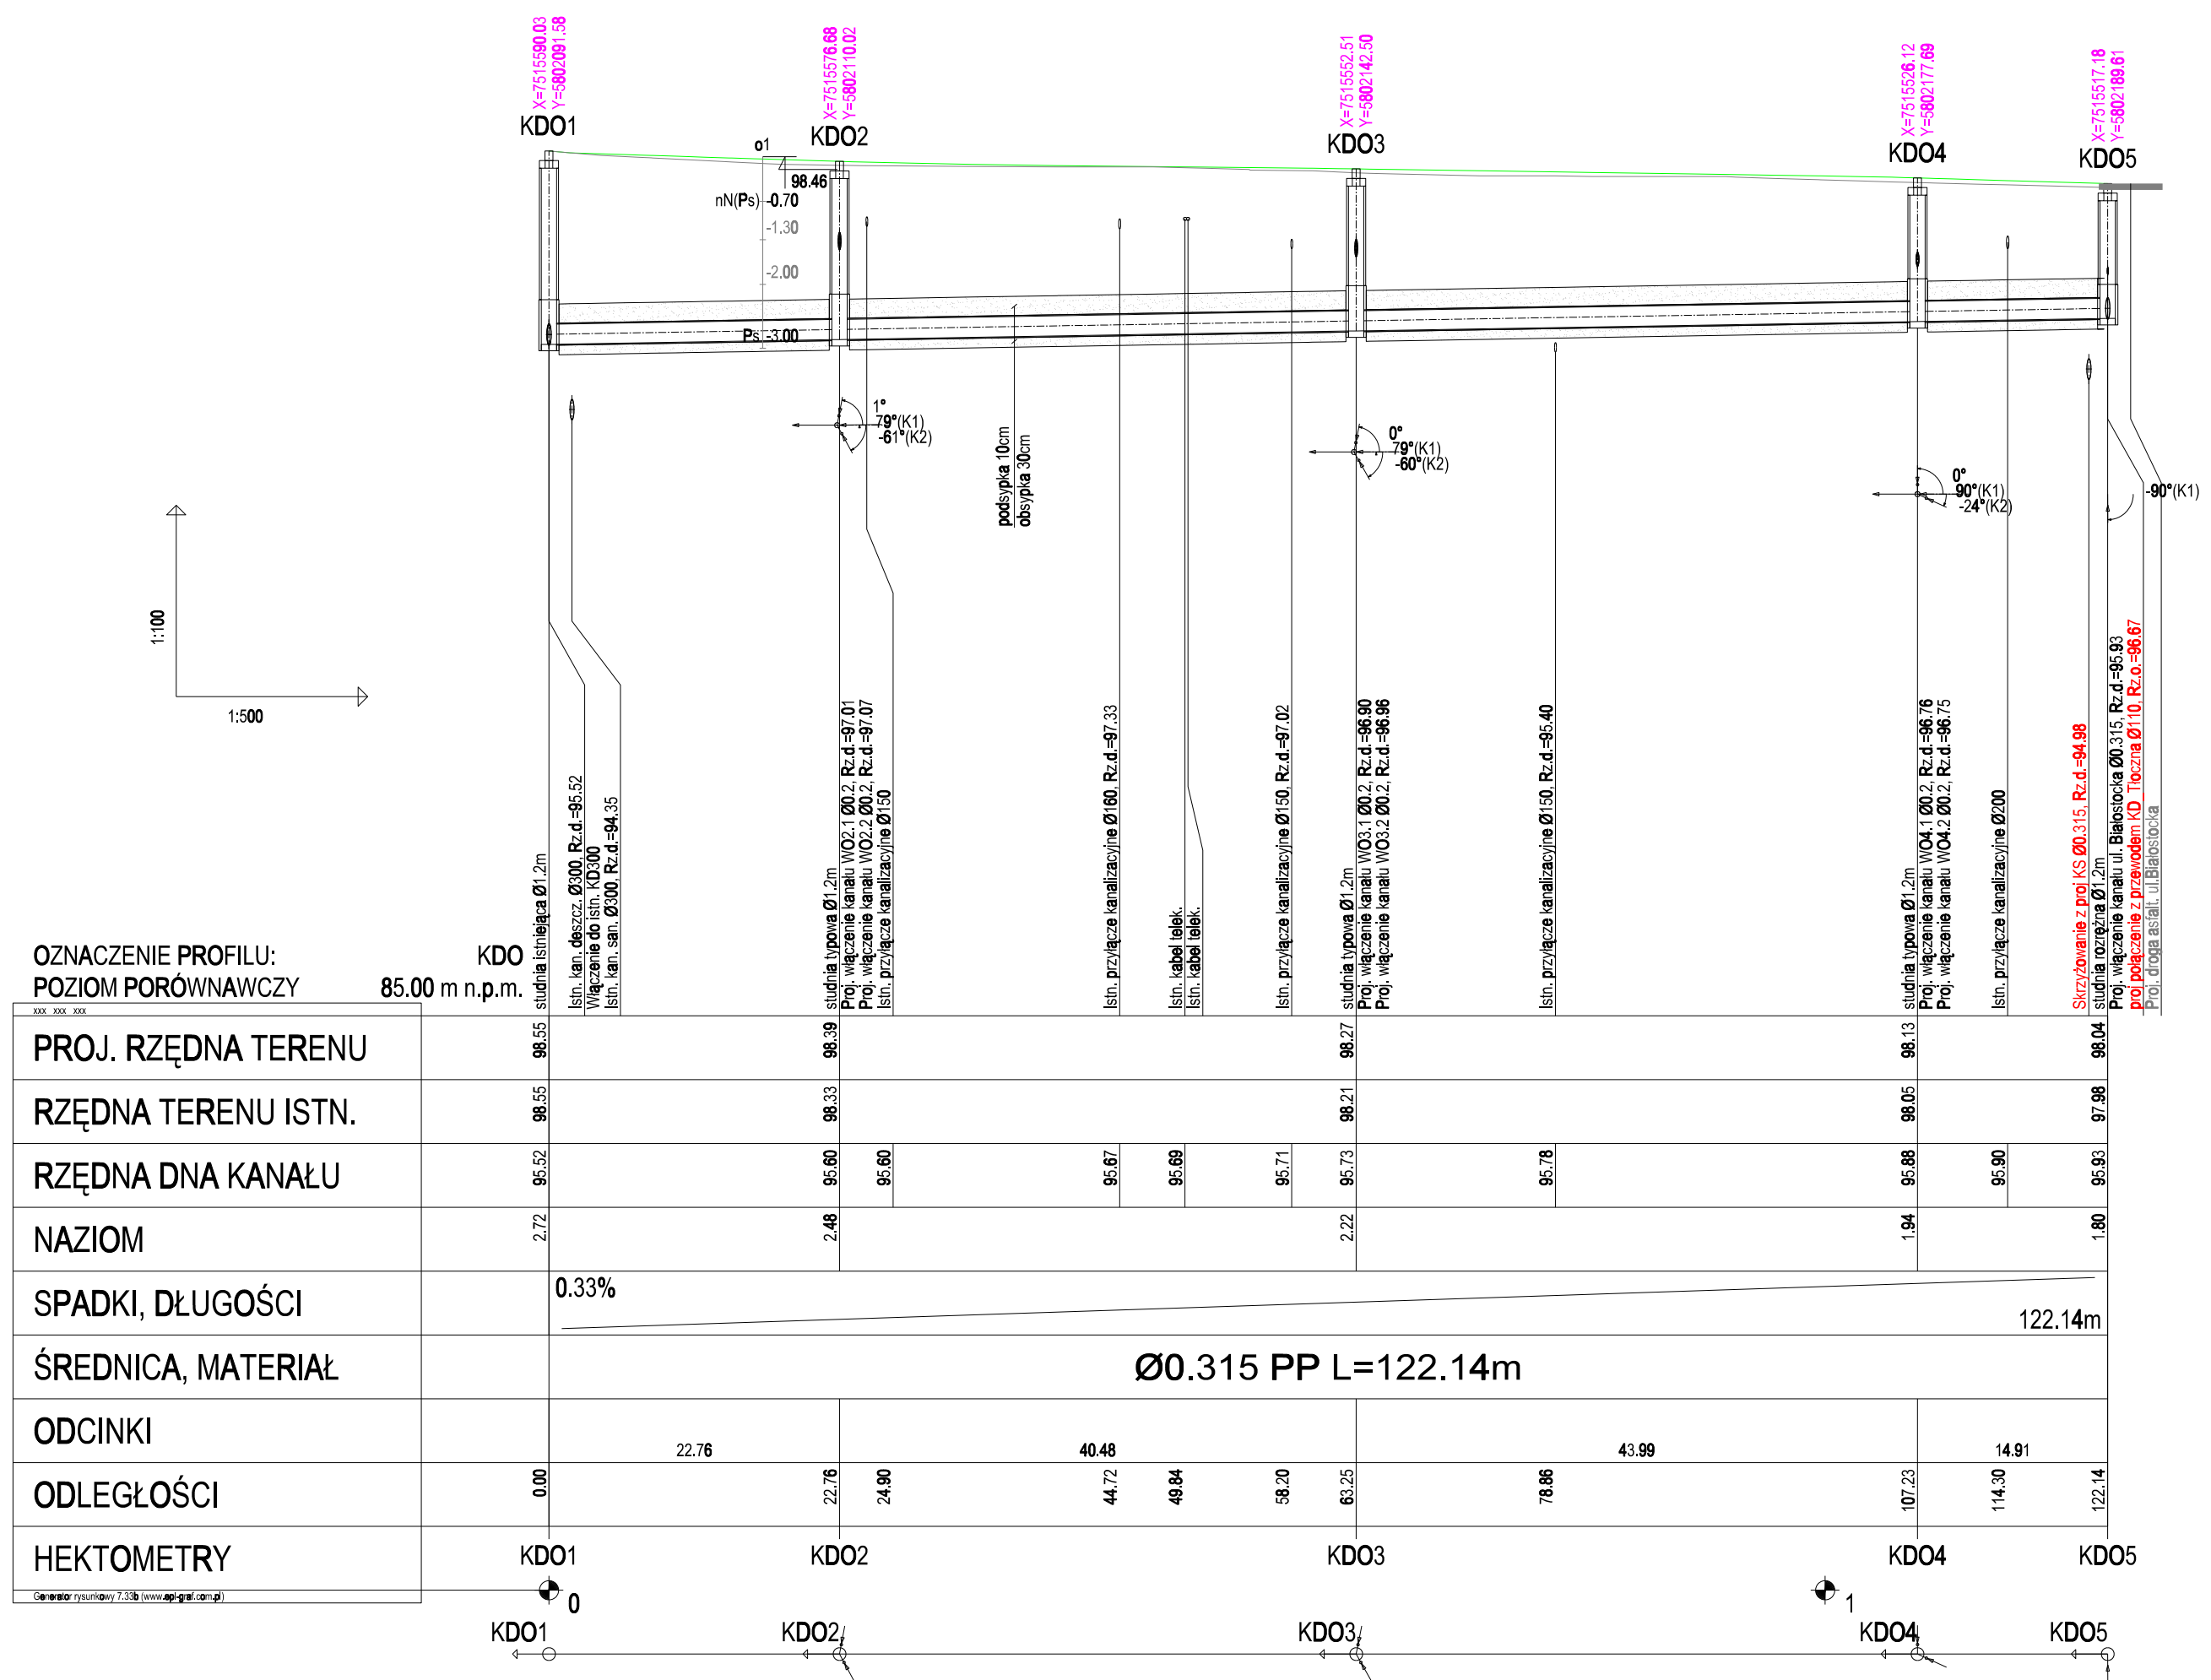 X=7515590.03
Y=5802091.58
KDO1
X=7515576.68
Y=5802110.02
KDO2
X=7515552.51
Y=5802142.50
KDO3
X=7515526.12
Y=5802177.69
KDO4
X=7515517.18
Y=5802189.61
KDO5
o1
98.46
nN(Ps) -0.70
-1.30
-2.00
Ps -3.00
1°
79°(K1)
-61°(K2)
0°
79°(K1)
-60°(K2)
0°
90°(K1)
-24°(K2)
-90°(K1)
podsypka 10cm
obsypka 30cm
1:100
1:500
studnia istniejąca Ø1.2m
Istn. kan. deszcz. Ø300, Rz.d.=95.52
Włączenie do istn. KD300
Istn. kan. san. Ø300, Rz.d.=94.35
studnia typowa Ø1.2m
Proj. włączenie kanału WO2.1 Ø0.2, Rz.d.=97.01
Proj. włączenie kanału WO2.2 Ø0.2, Rz.d.=97.07
Istn. przyłącze kanalizacyjne Ø150
Istn. przyłącze kanalizacyjne Ø160, Rz.d.=97.33
Istn. kabel telek.
Istn. kabel telek.
Istn. przyłącze kanalizacyjne Ø150, Rz.d.=97.02
studnia typowa Ø1.2m
Proj. włączenie kanału WO3.1 Ø0.2, Rz.d.=96.90
Proj. włączenie kanału WO3.2 Ø0.2, Rz.d.=96.96
Istn. przyłącze kanalizacyjne Ø150, Rz.d.=95.40
studnia typowa Ø1.2m
Proj. włączenie kanału WO4.1 Ø0.2, Rz.d.=96.76
Proj. włączenie kanału WO4.2 Ø0.2, Rz.d.=96.75
Istn. przyłącze kanalizacyjne Ø200
Skrzyżowanie z proj KS Ø0.315, Rz.d.=94.98
studnia rozprężna Ø1.2m
Proj. włączenie kanału ul. Białostocka Ø0.315, Rz.d.=95.93
proj połączenie z przewodem KD_Tłoczna Ø110, Rz.o.=96.67
Proj. droga asfalt. ul.Białostocka
OZNACZENIE PROFILU: KDO
POZIOM PORÓWNAWCZY 85.00 m n.p.m.
xxx xxx xxx
PROJ. RZĘDNA TERENU 98.55 98.39 98.27 98.13 98.04
RZĘDNA TERENU ISTN. 98.55 98.33 98.21 98.05 97.98
RZĘDNA DNA KANAŁU 95.52 95.60 95.60 95.67 95.69 95.71 95.73 95.78 95.88 95.90 95.93
NAZIOM 2.72 2.48 2.22 1.94 1.80
SPADKI, DŁUGOŚCI 0.33% 122.14m
ŚREDNICA, MATERIAŁ Ø0.315 PP L=122.14m
ODCINKI 22.76 40.48 43.99 14.91
ODLEGŁOŚCI 0.00 22.76 24.90 44.72 49.84 58.20 63.25 78.86 107.23 114.30 122.14
HEKTOMETRY KDO1 KDO2 KDO3 KDO4 KDO5
Generator rysunkowy 7.33b (www.epl-graf.com.pl)
0 1
KDO1 KDO2 KDO3 KDO4 KDO5